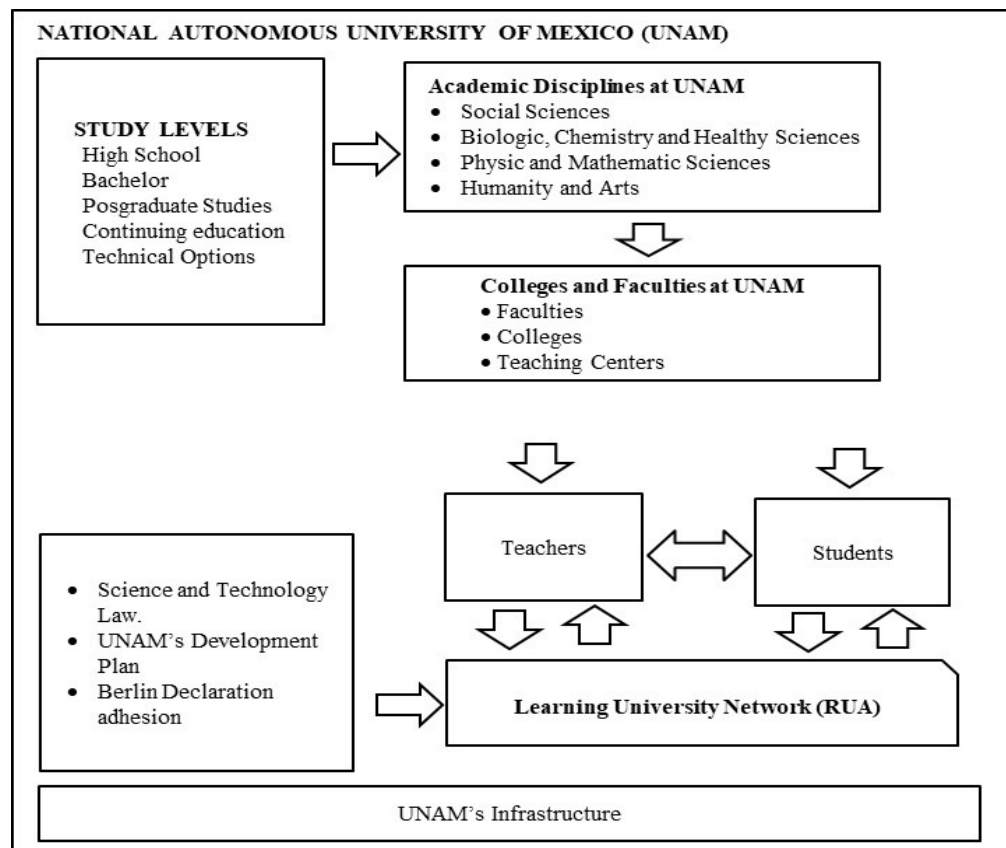 NATIONAL AUTONOMOUS UNIVERSITY OF MEXICO (UNAM)
STUDY LEVELS
High School
Bachelor
Posgraduate Studies
Continuing education
Technical Options
Academic Disciplines at UNAM
• Social Sciences
• Biologic, Chemistry and Healthy Sciences
• Physic and Mathematic Sciences
• Humanity and Arts
Colleges and Faculties at UNAM
• Faculties
• Colleges
• Teaching Centers
Teachers
Students
• Science and Technology
Law.
• UNAM’s Development
Plan
• Berlin Declaration
adhesion
Learning University Network (RUA)
UNAM’s Infrastructure